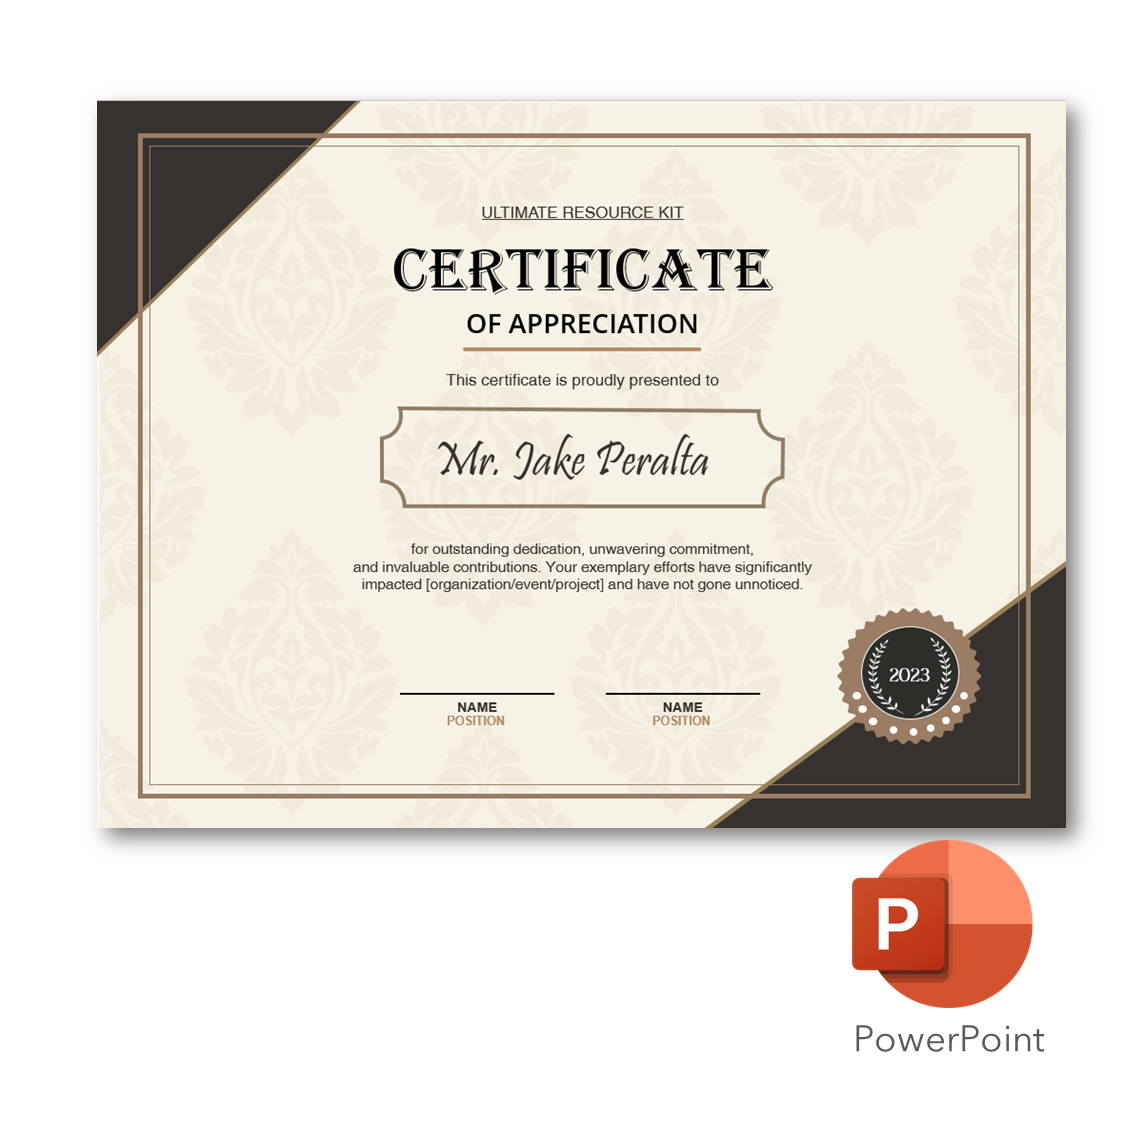 ULTIMATE RESOURCE KIT
CERTIFICATE
OF APPRECIATION
This certificate is proudly presented to
Mr. Jake Peralta
for outstanding dedication, unwavering commitment,
and invaluable contributions. Your exemplary efforts have significantly
impacted [organization/event/project] and have not gone unnoticed.
2023
NAME NAME
POSITION POSITION
P
PowerPoint